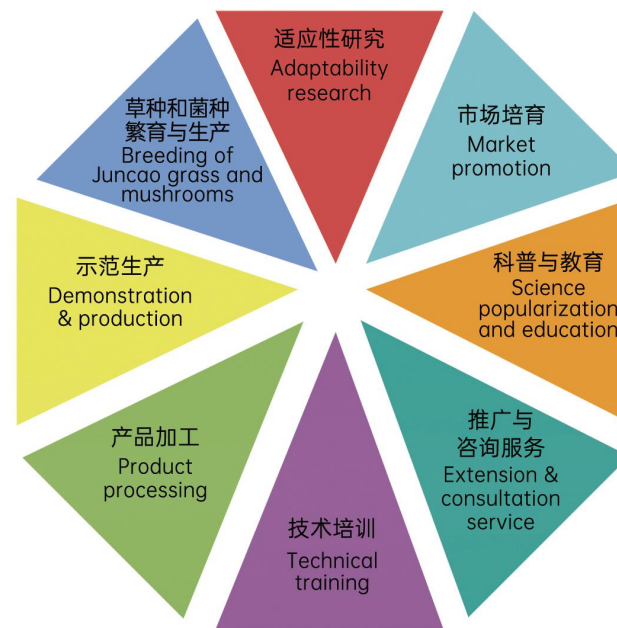 适应性研究
Adaptability
research
市场培育
Market
promotion
科普与教育
Science
popularization
and education
推广与
咨询服务
Extension &
consultation
service
技术培训
Technical
training
产品加工
Product
processing
示范生产
Demonstration
& production
草种和菌种
繁育与生产
Breeding of
Juncao grass and
mushrooms